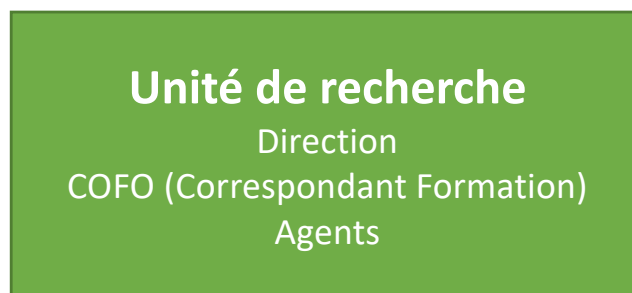 Unité de recherche
Direction
COFO (Correspondant Formation)
Agents